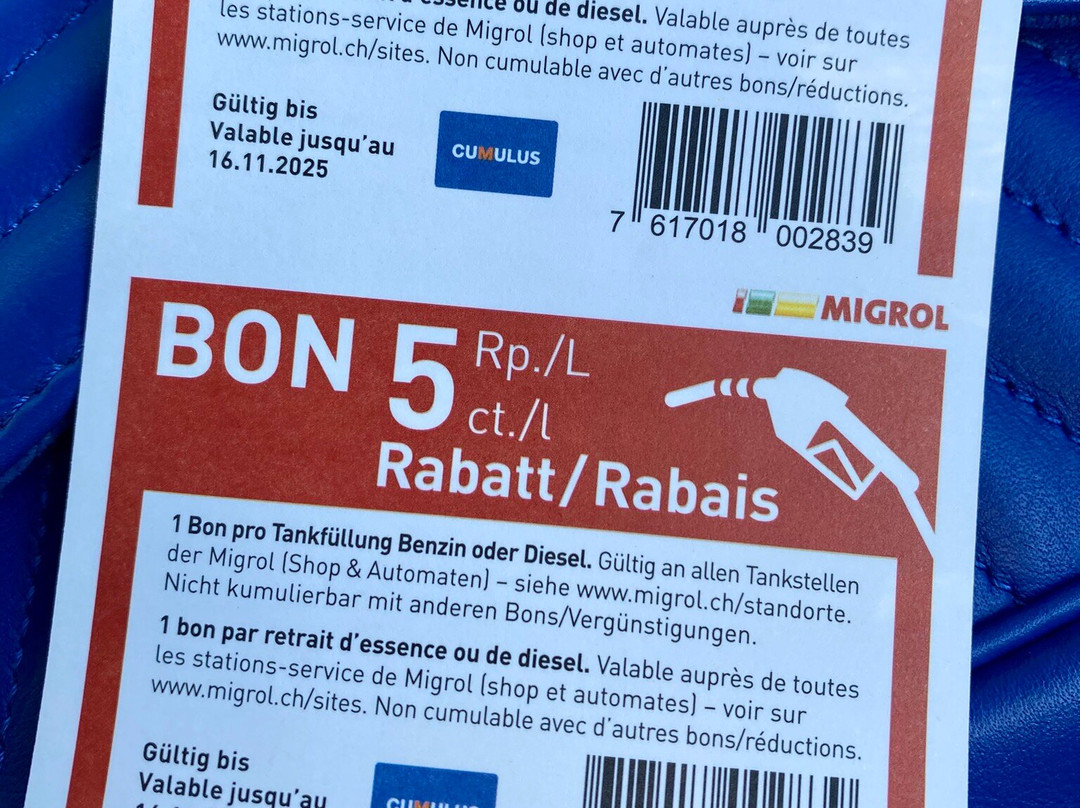 d'essence ou de diesel. Valable auprès de toutes
les stations-service de Migrol (shop et automates) – voir sur
www.migrol.ch/sites. Non cumulable avec d'autres bons/réductions.
Gültig bis
Valable jusqu'au
16.11.2025
CUMULUS
7 617018 002839
MIGROL
BON 5 Rp./L
ct./l
Rabatt/Rabais
1 Bon pro Tankfüllung Benzin oder Diesel. Gültig an allen Tankstellen
der Migrol (Shop & Automaten) – siehe www.migrol.ch/standorte.
Nicht kumulierbar mit anderen Bons/Vergünstigungen.
1 bon par retrait d'essence ou de diesel. Valable auprès de toutes
les stations-service de Migrol (shop et automates) – voir sur
www.migrol.ch/sites. Non cumulable avec d'autres bons/réductions.
Gültig bis
Valable jusqu'au
CUMULUS